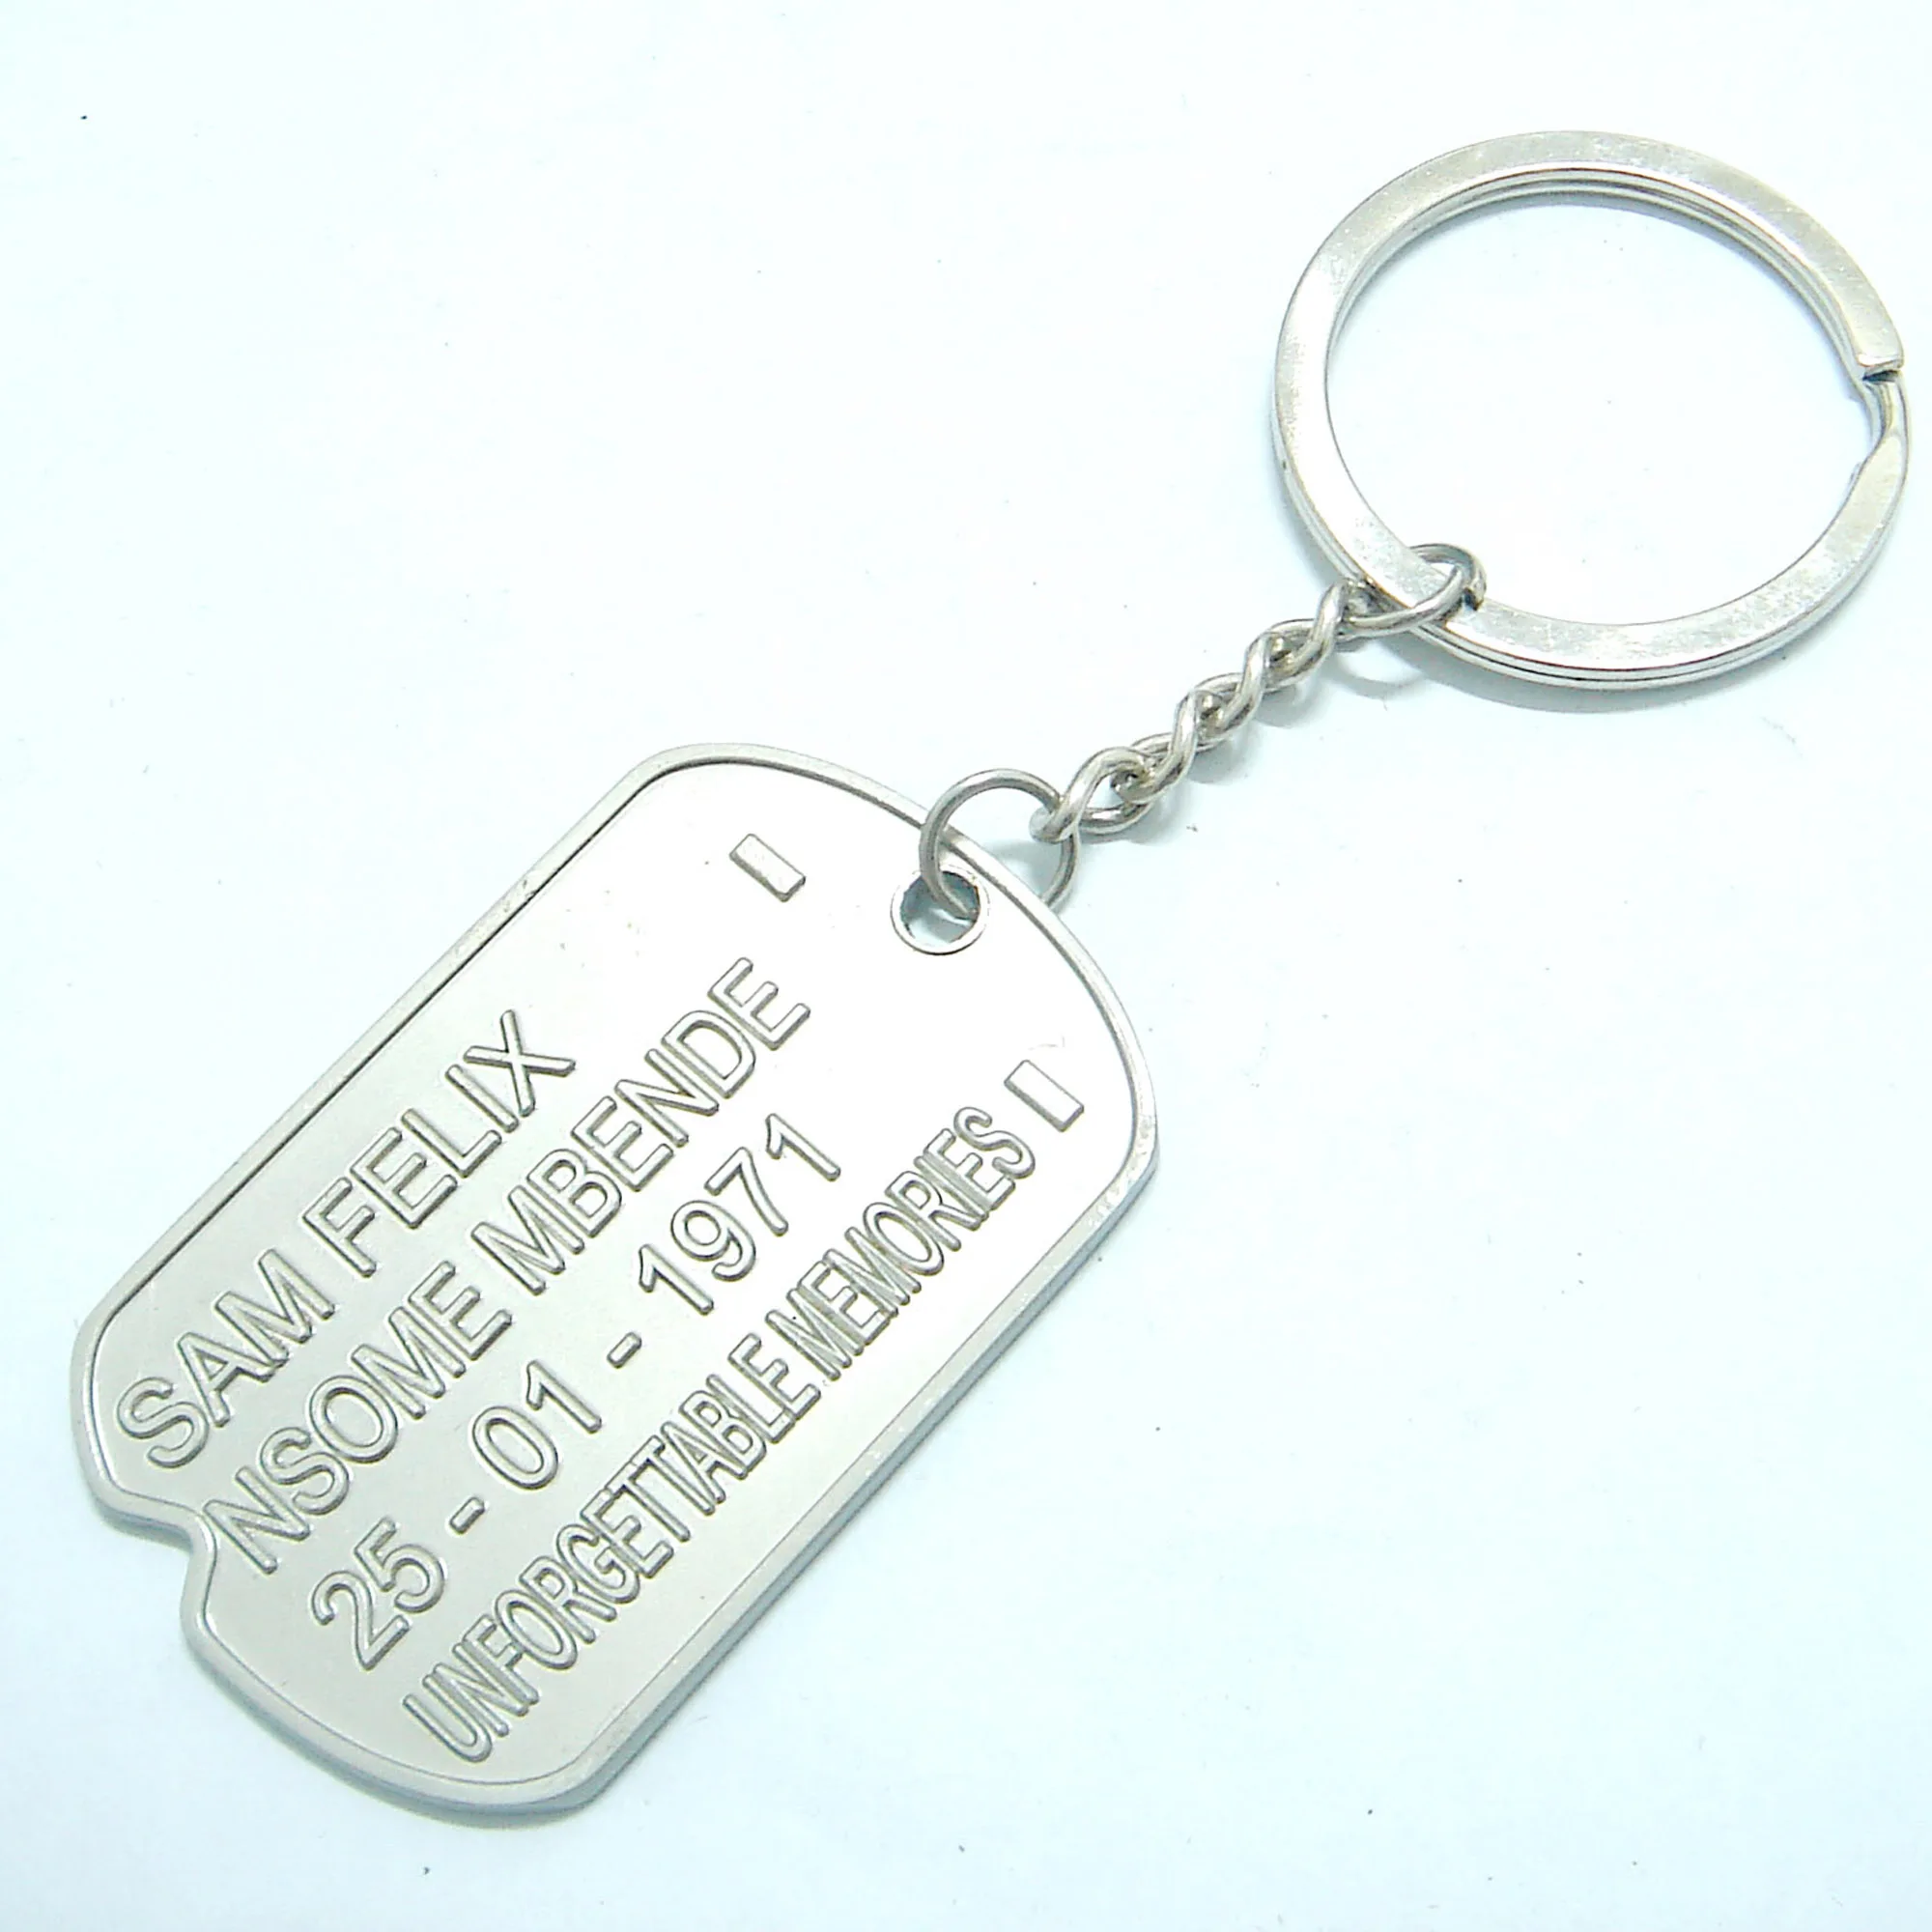 SAM FELIX
NSOME MBENDE
25 - 01 - 1971
UNFORGETTABLE MEMORIES